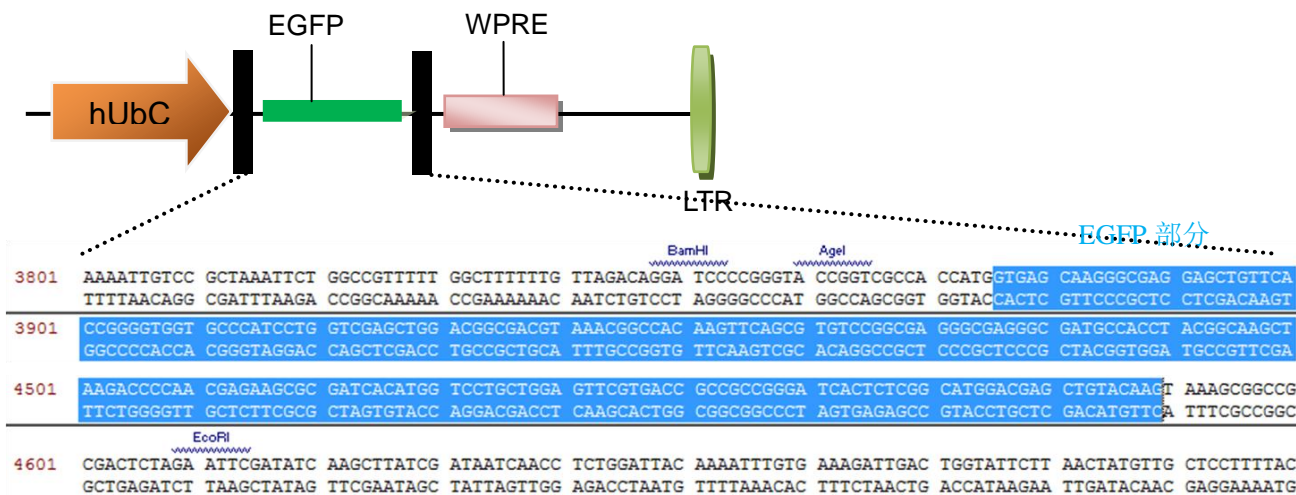 EGFP WPRE
hUbC
LTR
EGFP 部分
BamHI AgeI
3801 AAAATTGTCC GCTAAATTCT GGCCGTTTTT GGCTTTTTTG TTAGACAGGA TCCCCGGGTA CCGGTCGCCA CCATGGTGAG CAAGGGCGAG GAGCTGTTCA
TTTTAACAGG CGATTTAAGA CCGGCAAAAA CCGAAAAAAC AATCTGTCCT AGGGGCCCAT GGCCAGCGGT GGTACCACTC GTTCCCGCTC CTCGACAAGT
3901 CCGGGGTGGT GCCCATCCTG GTCGAGCTGG ACGGCGACGT AAACGGCCAC AAGTTCAGCG TGTCCGGCGA GGGCGAGGGC GATGCCACCT ACGGCAAGCT
GGCCCCACCA CGGGTAGGAC CAGCTCGACC TGCCGCTGCA TTTGCCGGTG TTCAAGTCGC ACAGGCCGCT CCCGCTCCCG CTACGGTGGA TGCCGTTCGA
4501 AAGACCCCAA CGAGAAGCGC GATCACATGG TCCTGCTGGA GTTCGTGACC GCCGCCGGGA TCACTCTCGG CATGGACGAG CTGTACAAGT AAAGCGGCCG
TTCTGGGGTT GCTCTTCGCG CTAGTGTACC AGGACGACCT CAAGCACTGG CGGCGGCCCT AGTGAGAGCC GTACCTGCTC GACATGTTCA TTTCGCCGGC
EcoRI
4601 CGACTCTAGA ATTCGATATC AAGCTTATCG ATAATCAACC TCTGGATTAC AAAATTTGTG AAAGATTGAC TGGTATTCTT AACTATGTTG CTCCTTTTAC
GCTGAGATCT TAAGCTATAG TTCGAATAGC TATTAGTTGG AGACCTAATG TTTTAAACAC TTTCTAACTG ACCATAAGAA TTGATACAAC GAGGAAAATG